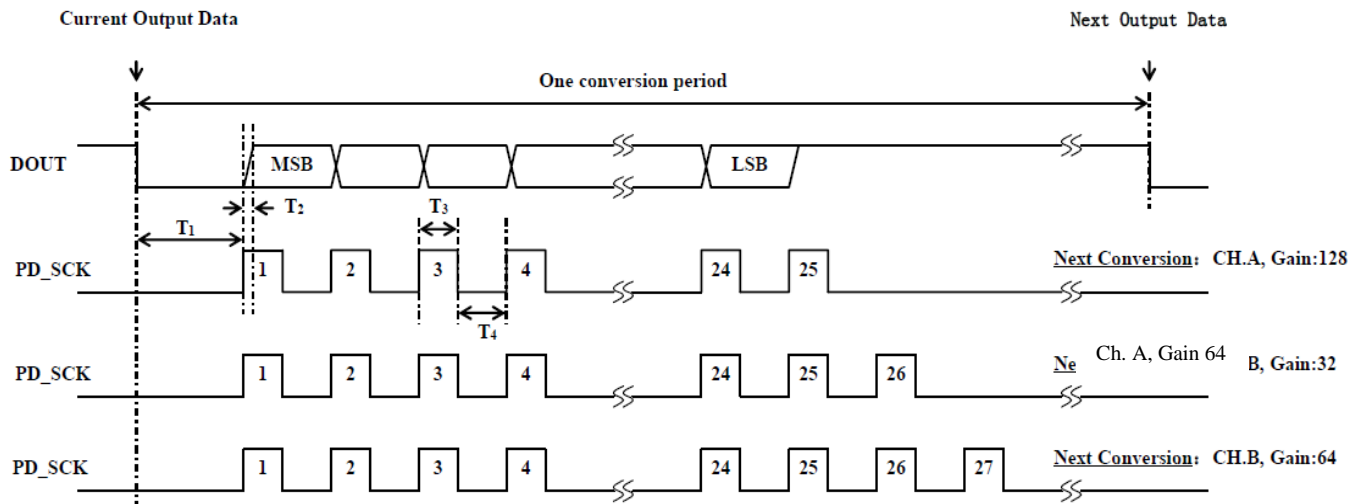 Current Output Data
Next Output Data
One conversion period
DOUT
MSB
LSB
T2
T3
T1
PD_SCK
1
2
3
4
24
25
Next Conversion: CH.A, Gain:128
T4
PD_SCK
1
2
3
4
24
25
26
Ne
Ch. A, Gain 64
B, Gain:32
PD_SCK
1
2
3
4
24
25
26
27
Next Conversion: CH.B, Gain:64